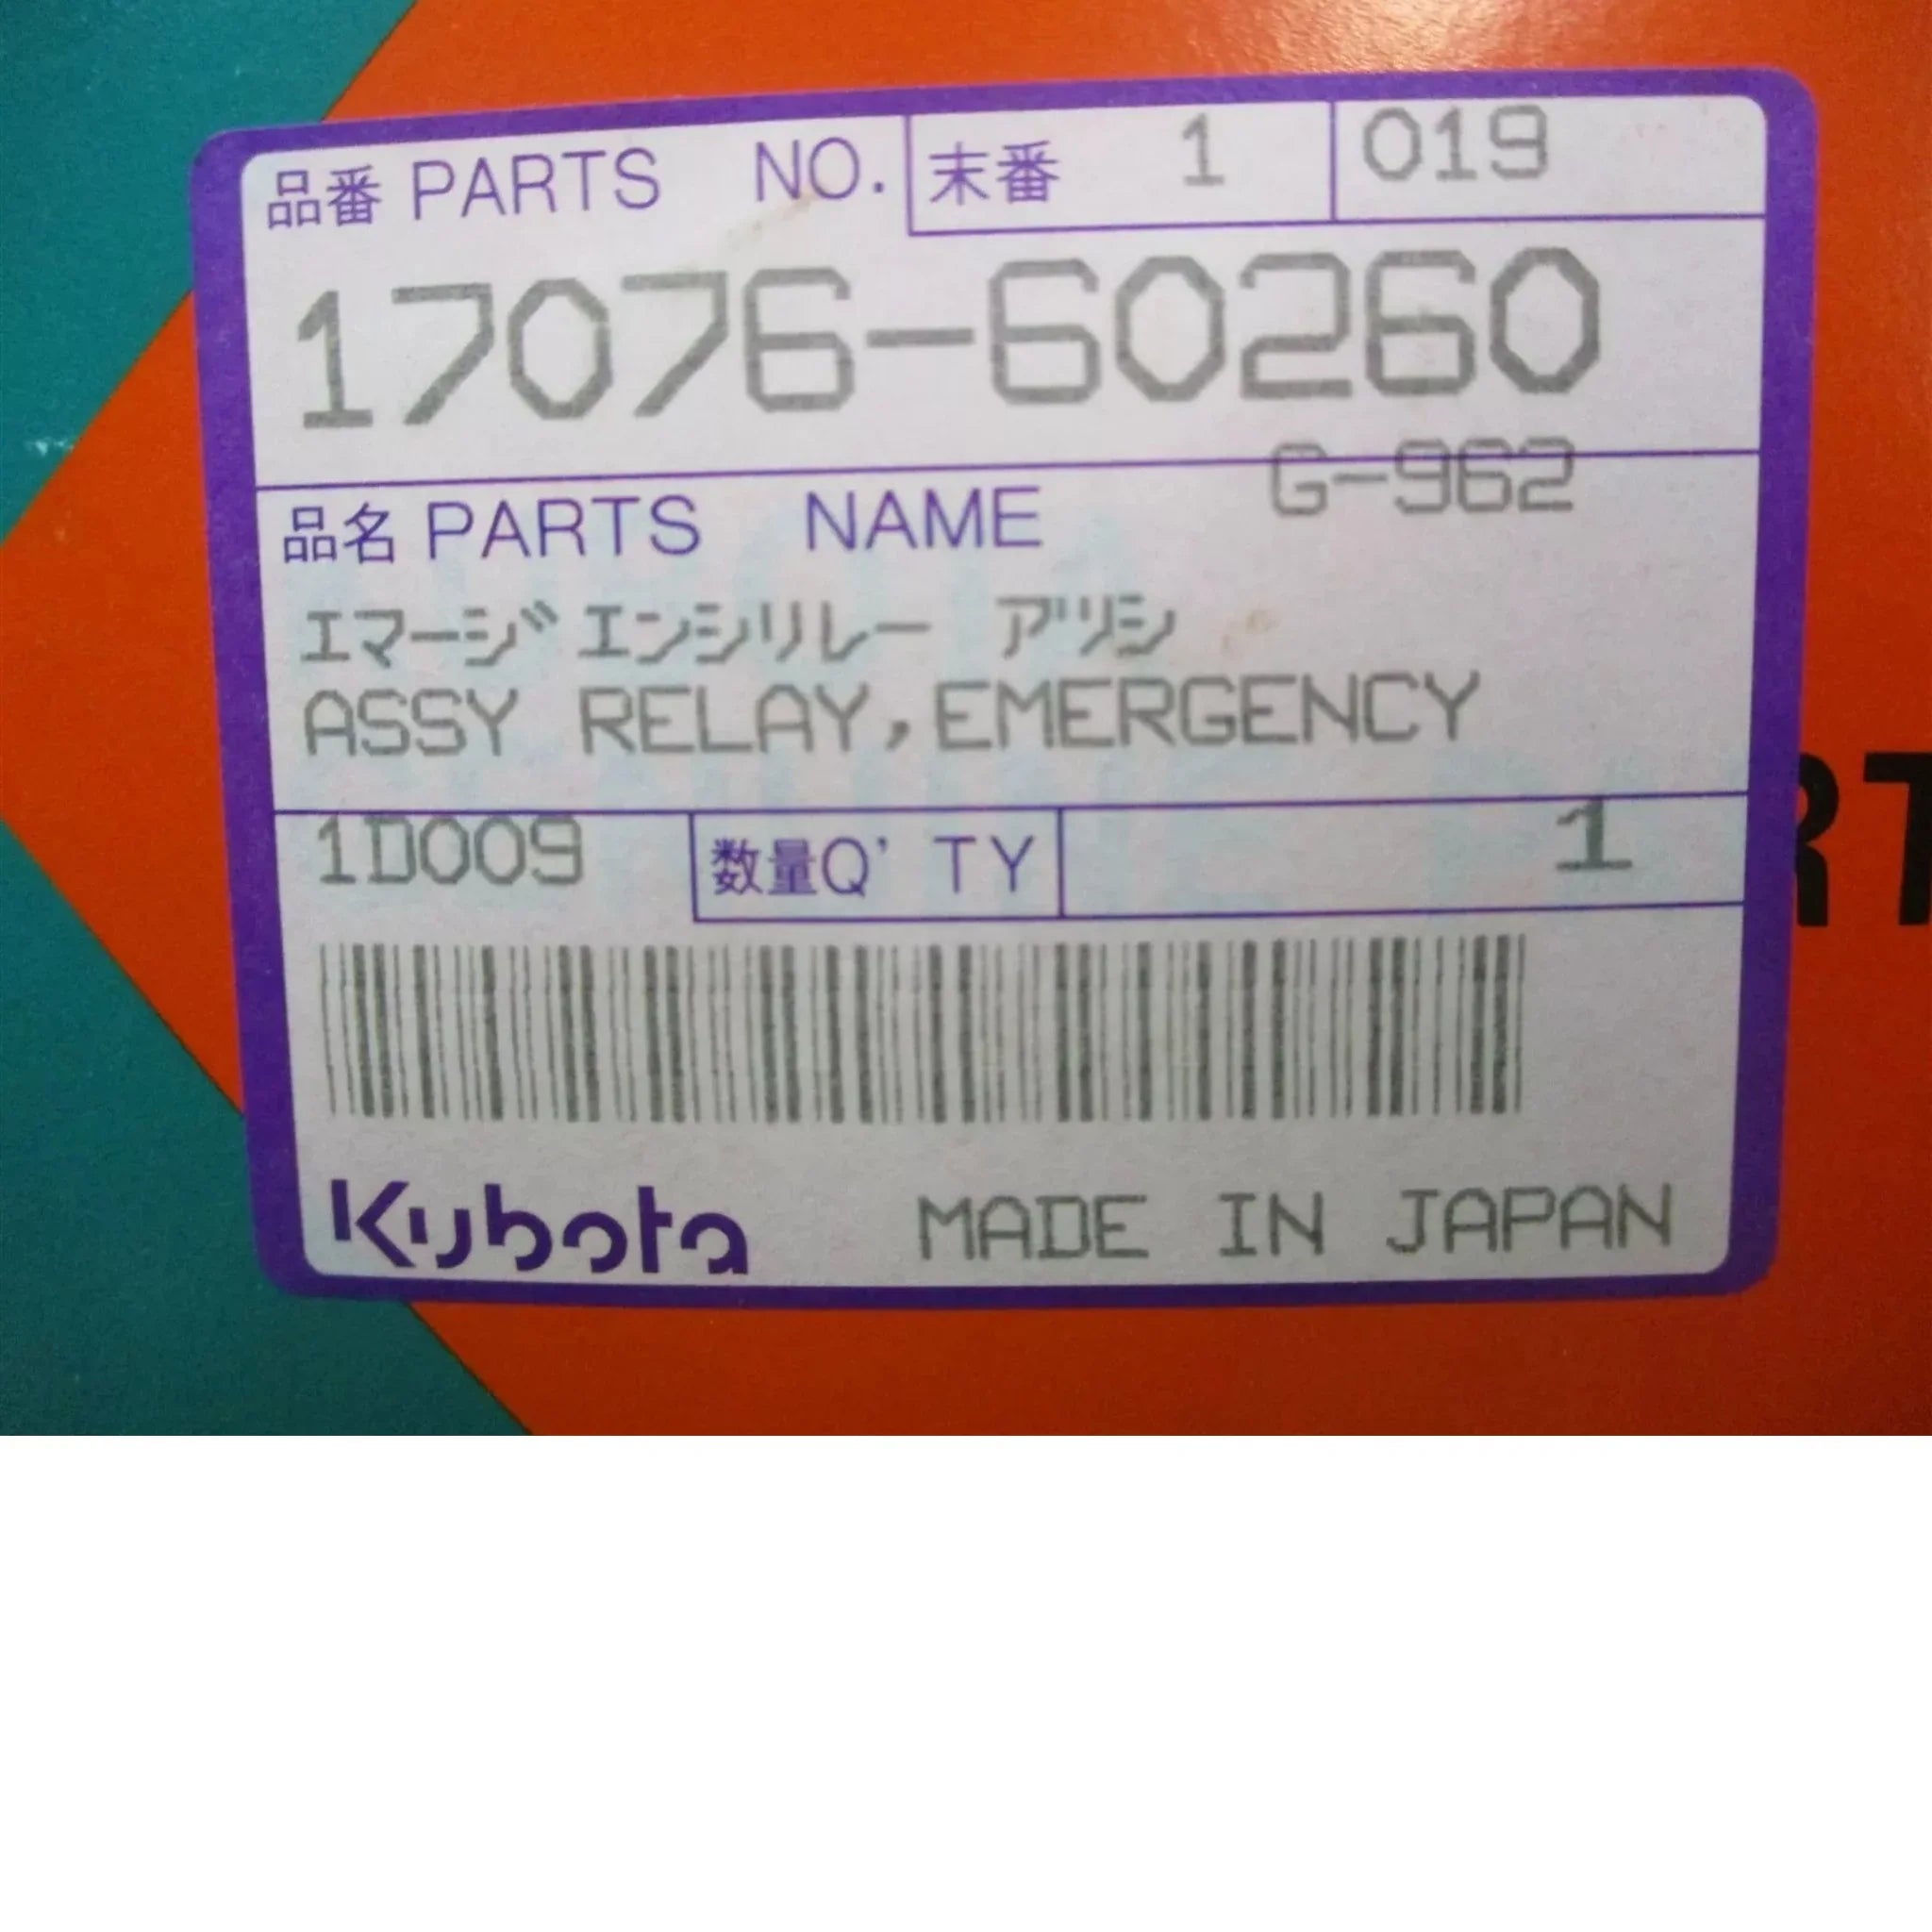 品番 PARTS NO. 末番 1 019
17076-60260
G-962
品名 PARTS NAME
エマージエンシリレー アツシ
ASSY RELAY,EMERGENCY
1D009 数量Q' TY 1
RT
Kubota MADE IN JAPAN